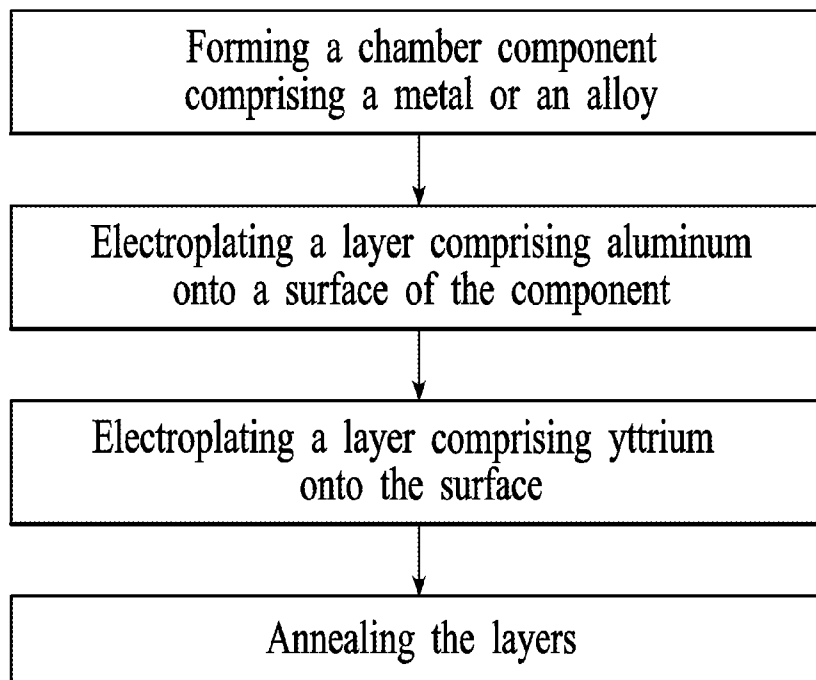 Forming a chamber component
comprising a metal or an alloy
Electroplating a layer comprising aluminum
onto a surface of the component
Electroplating a layer comprising yttrium
onto the surface
Annealing the layers